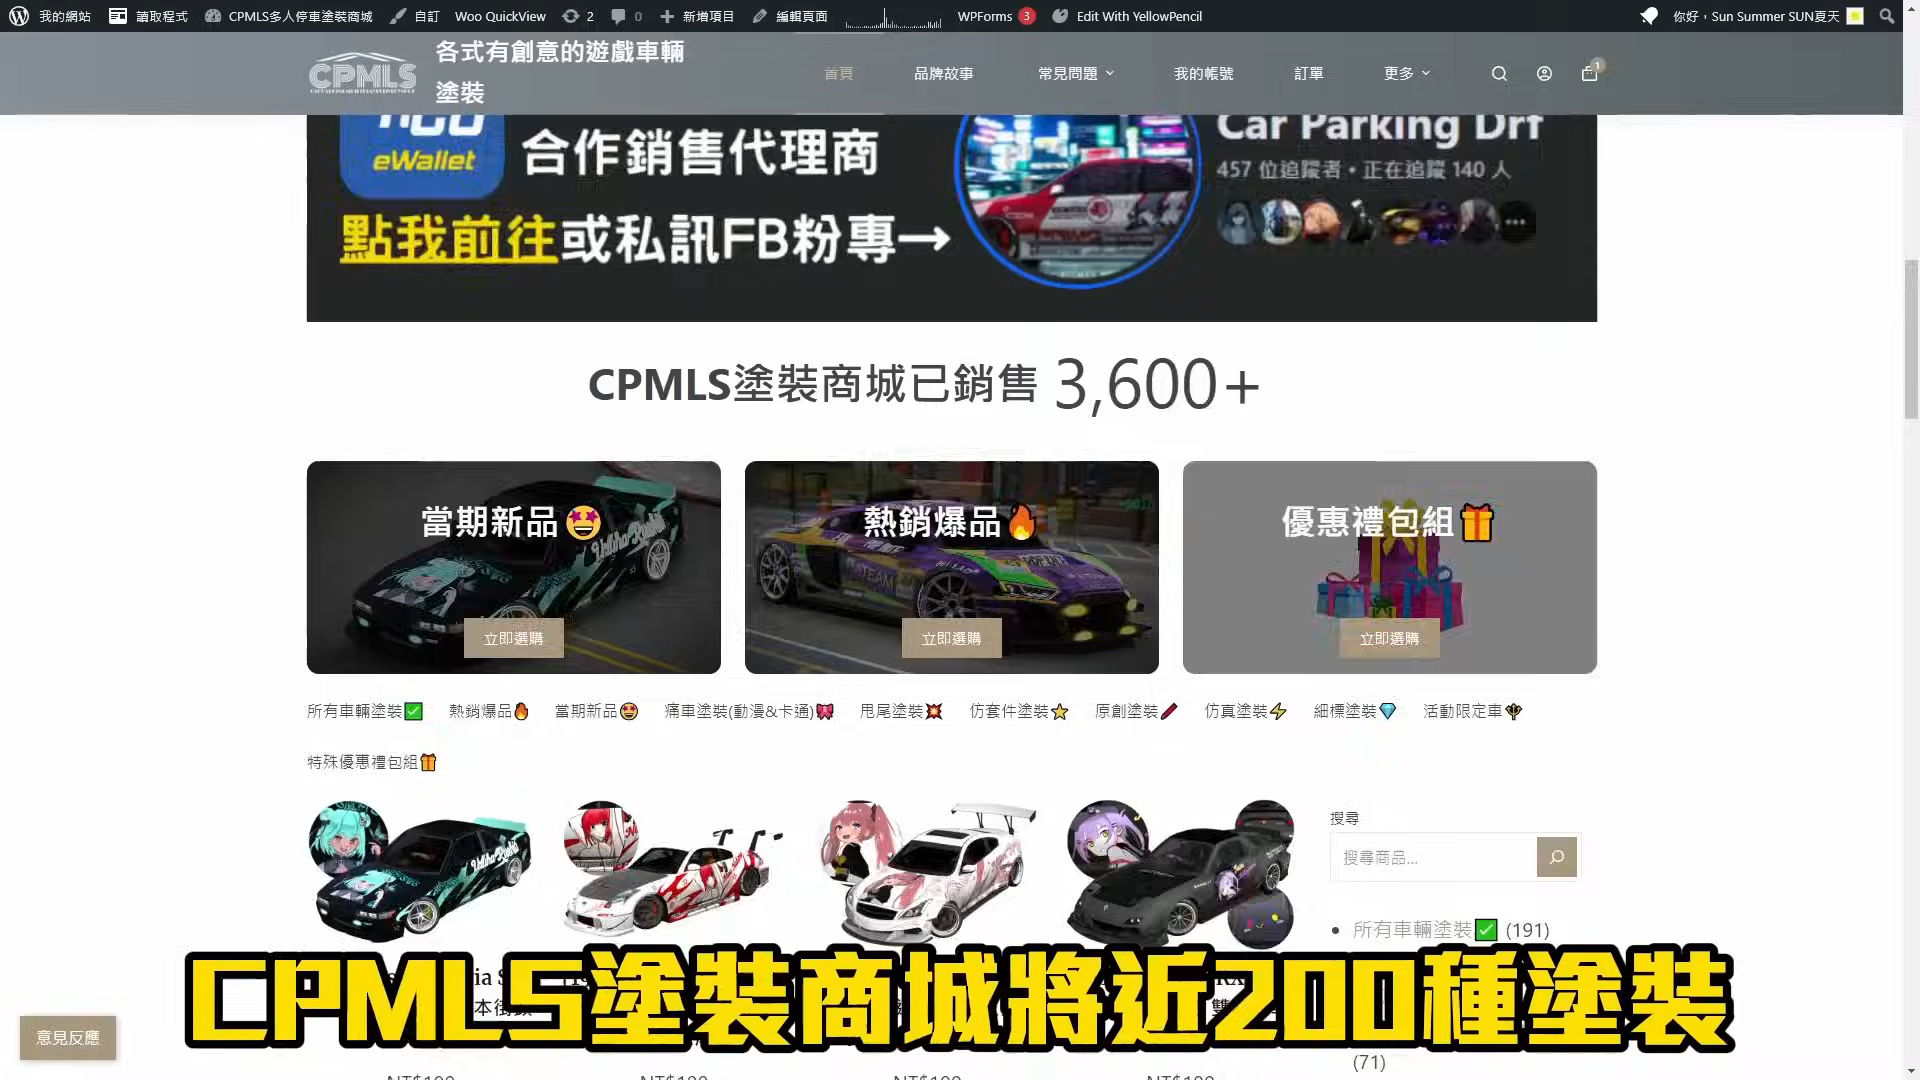 我的網站 讀取程式 CPMLS多人停車塗裝商城 自訂 Woo QuickView 2 0 新增項目 編輯頁面 WPForms 3 Edit With YellowPencil 你好,Sun Summer SUN夏天
CPMLS
各式有創意的遊戲車輛
塗裝
首頁 品牌故事 常見問題 我的帳號 訂單 更多 1
eWallet
合作銷售代理商
點我前往或私訊FB粉專→
Car Parking Drf
457 位追蹤者 • 正在追蹤 140 人
CPMLS塗裝商城已銷售 3,600+
當期新品🤩
立即選購
熱銷爆品🔥
立即選購
優惠禮包組🎁
立即選購
所有車輛塗裝✅ 熱銷爆品🔥 當期新品🤩 痛車塗裝(動漫&卡通)🎀 甩尾塗裝💥 仿套件塗裝⭐ 原創塗裝 仿真塗裝⚡ 細標塗裝💎 活動限定車
特殊優惠禮包組🎁
搜尋
搜尋商品...
所有車輛塗裝✅ (191)
CPMLS塗裝商城將近200種塗裝
意見反應
(71)
NT$100 NT$100 NT$100 NT$100